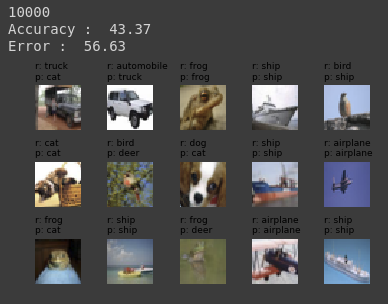 10000
Accuracy :  43.37
Error :  56.63
r: truck
p: cat
r: automobile
p: truck
r: frog
p: frog
r: ship
p: ship
r: bird
p: ship
r: cat
p: cat
r: bird
p: deer
r: dog
p: cat
r: ship
p: ship
r: airplane
p: airplane
r: frog
p: cat
r: ship
p: ship
r: frog
p: deer
r: airplane
p: airplane
r: ship
p: ship